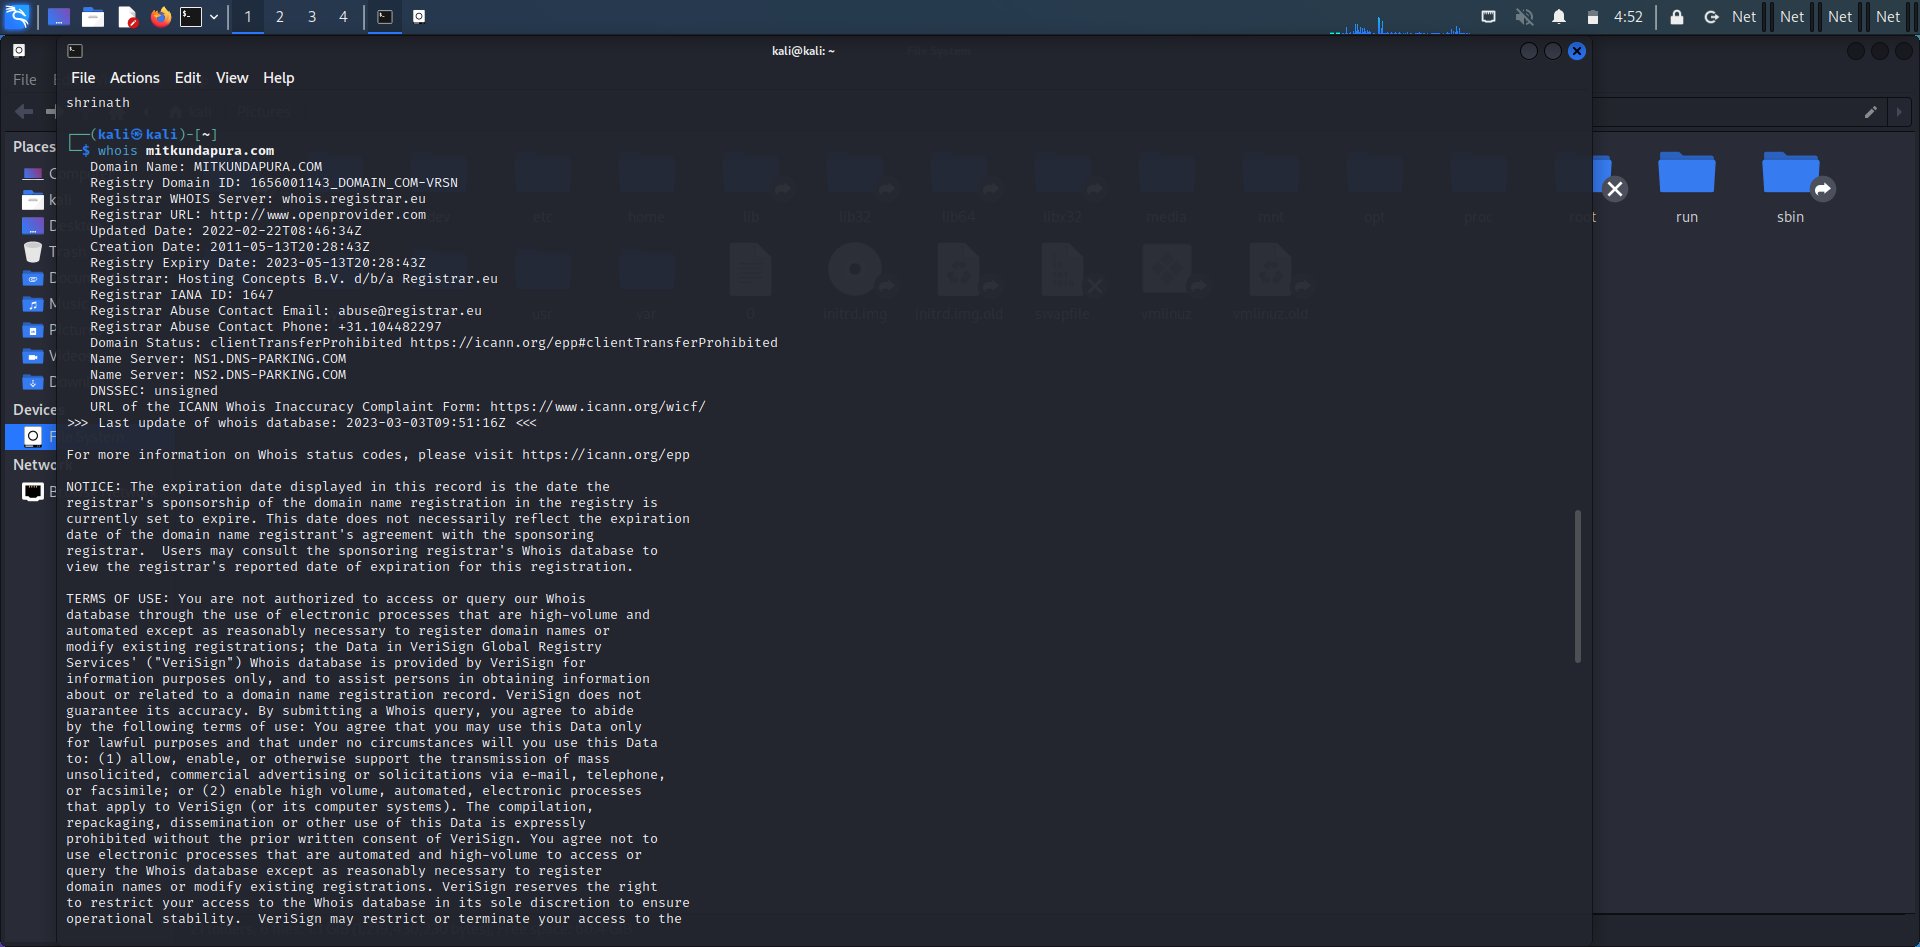 1 2 3 4 4:52 Net Net Net Net
kali@kali: ~
File Actions Edit View Help
File
shrinath
Places
┌──(kali㉿kali)-[~]
└─$ whois mitkundapura.com
Domain Name: MITKUNDAPURA.COM
Registry Domain ID: 1656001143_DOMAIN_COM-VRSN
Registrar WHOIS Server: whois.registrar.eu
Registrar URL: http://www.openprovider.com
Updated Date: 2022-02-22T08:46:34Z
Creation Date: 2011-05-13T20:28:43Z
Registry Expiry Date: 2023-05-13T20:28:43Z
Registrar: Hosting Concepts B.V. d/b/a Registrar.eu
Registrar IANA ID: 1647
Registrar Abuse Contact Email: abuse@registrar.eu
Registrar Abuse Contact Phone: +31.104482297
Domain Status: clientTransferProhibited https://icann.org/epp#clientTransferProhibited
Name Server: NS1.DNS-PARKING.COM
Name Server: NS2.DNS-PARKING.COM
DNSSEC: unsigned
URL of the ICANN Whois Inaccuracy Complaint Form: https://www.icann.org/wicf/
>>> Last update of whois database: 2023-03-03T09:51:16Z <<<
For more information on Whois status codes, please visit https://icann.org/epp
NOTICE: The expiration date displayed in this record is the date the
registrar's sponsorship of the domain name registration in the registry is
currently set to expire. This date does not necessarily reflect the expiration
date of the domain name registrant's agreement with the sponsoring
registrar.  Users may consult the sponsoring registrar's Whois database to
view the registrar's reported date of expiration for this registration.
TERMS OF USE: You are not authorized to access or query our Whois
database through the use of electronic processes that are high-volume and
automated except as reasonably necessary to register domain names or
modify existing registrations; the Data in VeriSign Global Registry
Services' ("VeriSign") Whois database is provided by VeriSign for
information purposes only, and to assist persons in obtaining information
about or related to a domain name registration record. VeriSign does not
guarantee its accuracy. By submitting a Whois query, you agree to abide
by the following terms of use: You agree that you may use this Data only
for lawful purposes and that under no circumstances will you use this Data
to: (1) allow, enable, or otherwise support the transmission of mass
unsolicited, commercial advertising or solicitations via e-mail, telephone,
or facsimile; or (2) enable high volume, automated, electronic processes
that apply to VeriSign (or its computer systems). The compilation,
repackaging, dissemination or other use of this Data is expressly
prohibited without the prior written consent of VeriSign. You agree not to
use electronic processes that are automated and high-volume to access or
query the Whois database except as reasonably necessary to register
domain names or modify existing registrations. VeriSign reserves the right
to restrict your access to the Whois database in its sole discretion to ensure
operational stability.  VeriSign may restrict or terminate your access to the
etc home lib lib32 lib64 libx32 media mnt opt proc root run sbin
usr var 0 initrd.img initrd.img.old swapfile vmlinuz vmlinuz.old